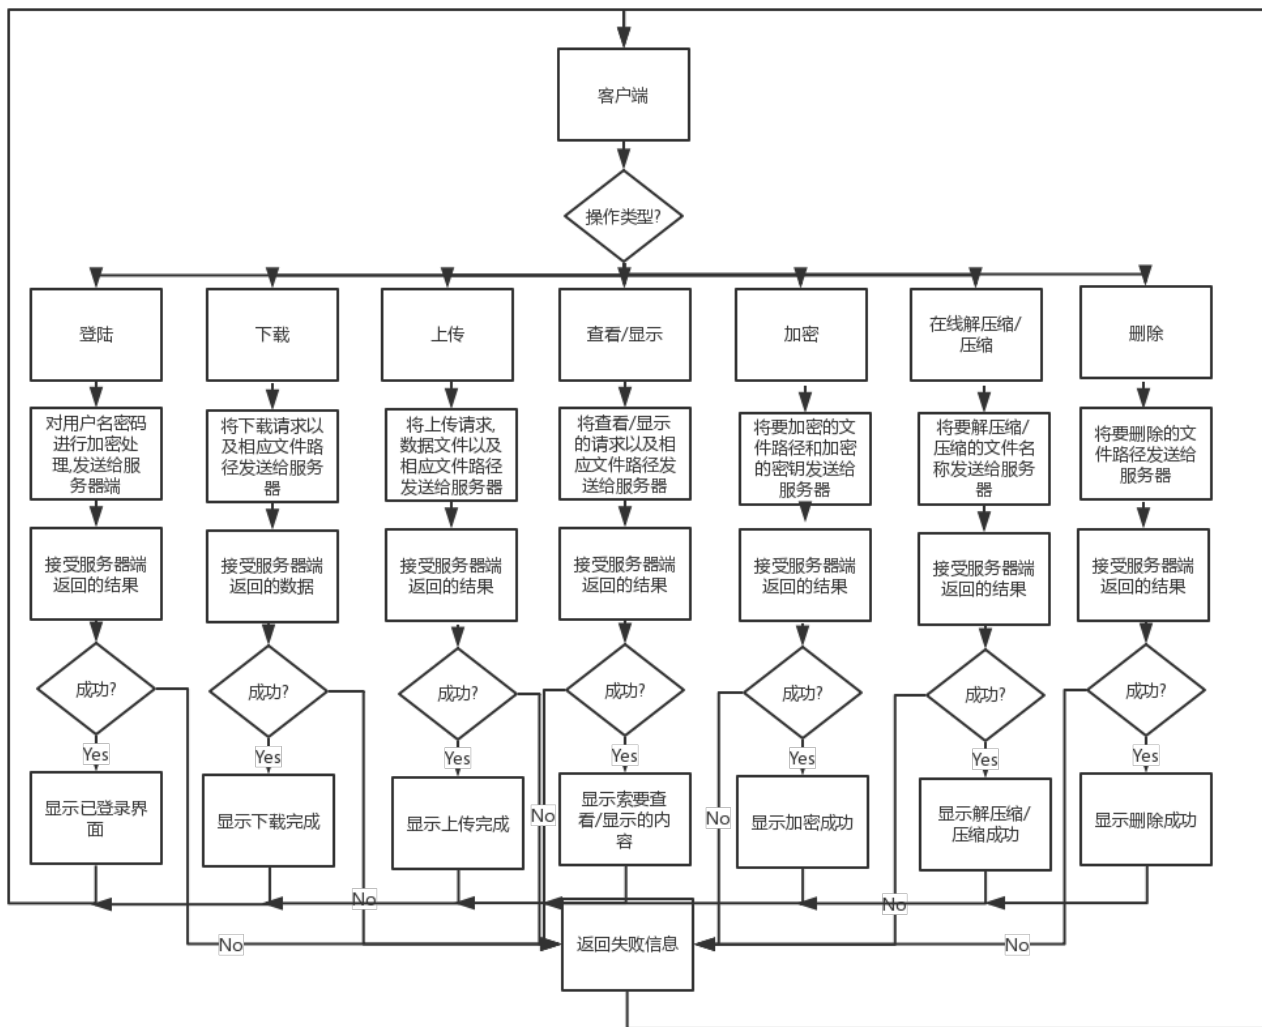 客户端
操作类型?
登陆
下载
上传
查看/显示
加密
在线解压缩/
压缩
删除
对用户名密码
进行加密处
理,发送给服
务器端
将下载请求以
及相应文件路
径发送给服务
器
将上传请求,
数据文件以及
相应文件路径
发送给服务器
将查看/显示
的请求以及相
应文件路径发
送给服务器
将要加密的文
件路径和加密
的密钥发送给
服务器
将要解压缩/
压缩的文件名
称发送给服务
器
将要删除的文
件路径发送给
服务器
接受服务器端
返回的结果
接受服务器端
返回的数据
接受服务器端
返回的结果
接受服务器端
返回的结果
接受服务器端
返回的结果
接受服务器端
返回的结果
接受服务器端
返回的结果
成功?
成功?
成功?
成功?
成功?
成功?
成功?
Yes
Yes
Yes
Yes
Yes
Yes
Yes
显示已登录界
面
显示下载完成
显示上传完成
No
显示索要查
看/显示的内
容
No
显示加密成功
显示解压缩/
压缩成功
显示删除成功
No
No
No
返回失败信息
No